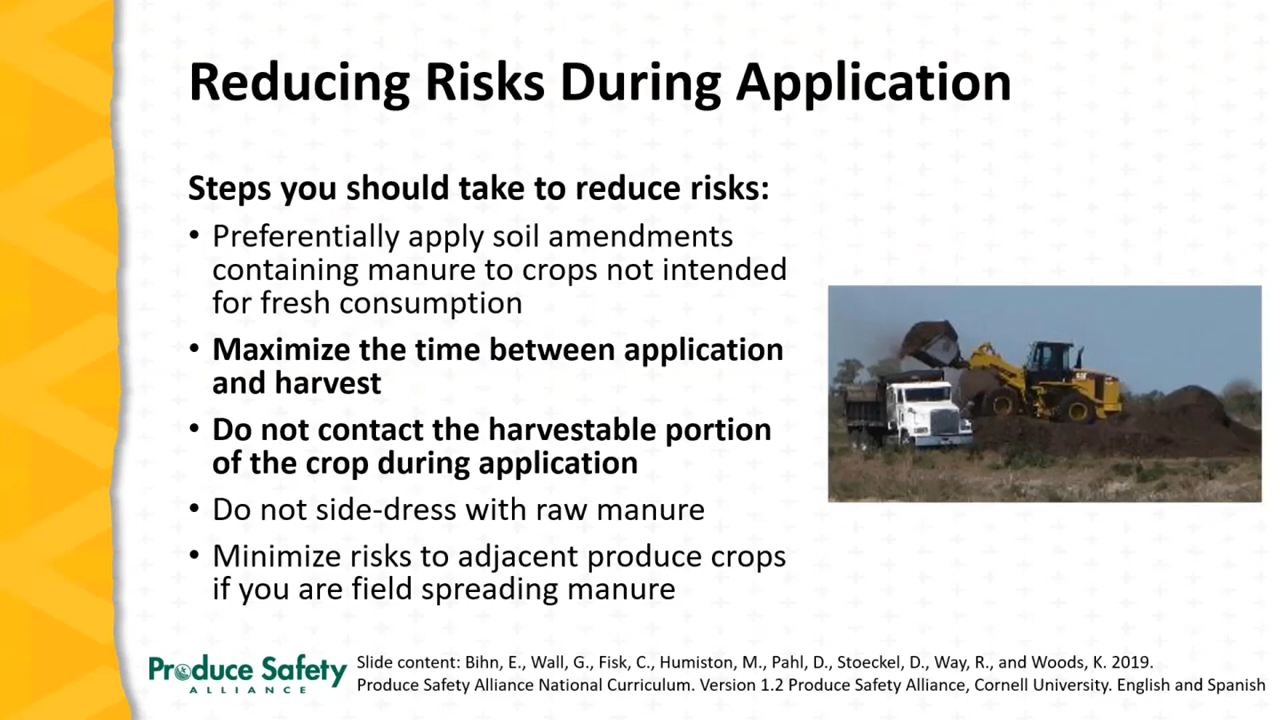 Reducing Risks During Application
Steps you should take to reduce risks:
• Preferentially apply soil amendments
containing manure to crops not intended
for fresh consumption
• Maximize the time between application
and harvest
• Do not contact the harvestable portion
of the crop during application
• Do not side-dress with raw manure
• Minimize risks to adjacent produce crops
if you are field spreading manure
Produce Safety
ALLIANCE
Slide content: Bihn, E., Wall, G., Fisk, C., Humiston, M., Pahl, D., Stoeckel, D., Way, R., and Woods, K. 2019.
Produce Safety Alliance National Curriculum. Version 1.2 Produce Safety Alliance, Cornell University. English and Spanish